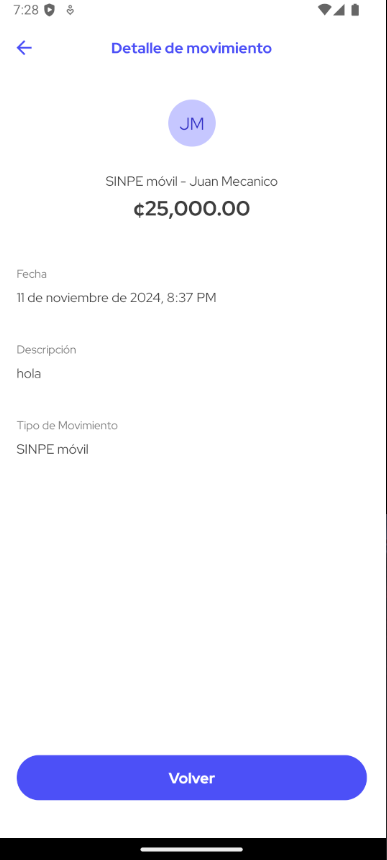 7:28
Detalle de movimiento
JM
SINPE móvil - Juan Mecanico
¢25,000.00
Fecha
11 de noviembre de 2024, 8:37 PM
Descripción
hola
Tipo de Movimiento
SINPE móvil
Volver